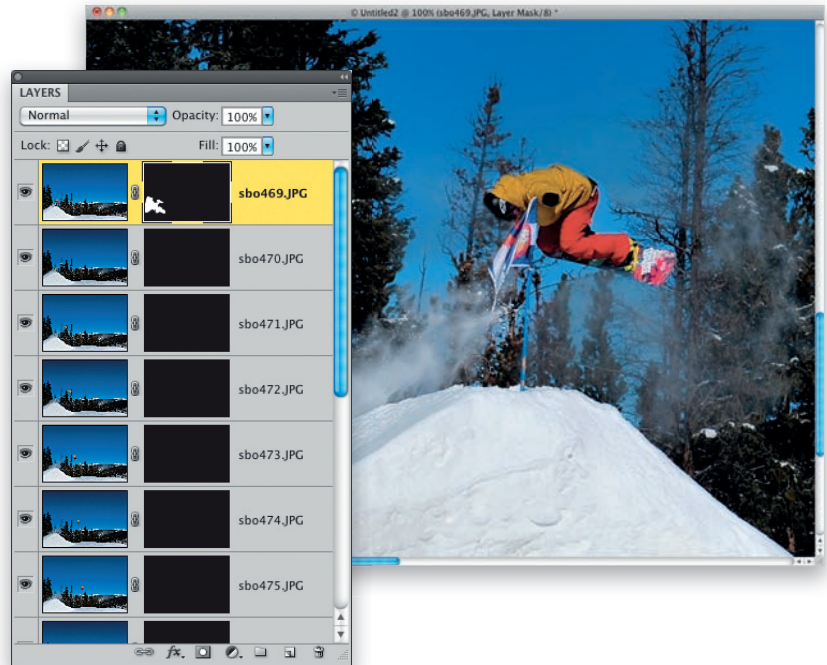 © Untitled2 @ 100% (sbo469.JPG, Layer Mask/8) *
LAYERS
Normal Opacity: 100%
Lock: Fill: 100%
sbo469.JPG
sbo470.JPG
sbo471.JPG
sbo472.JPG
sbo473.JPG
sbo474.JPG
sbo475.JPG
fx.